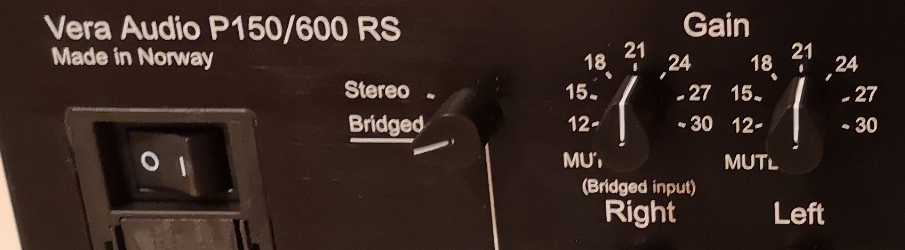 Vera Audio P150/600 RS
Made in Norway
Stereo
Bridged
O I
Gain
18 21 24
15 27
12 30
(Bridged input)
Right
18 21 24
15 27
12 30
Left